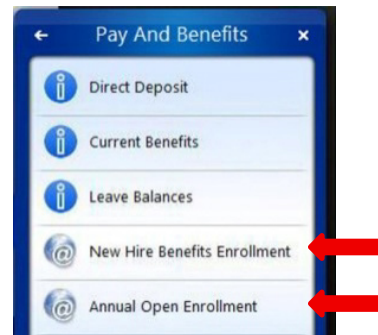 Pay And Benefits
Direct Deposit
Current Benefits
Leave Balances
New Hire Benefits Enrollment
Annual Open Enrollment